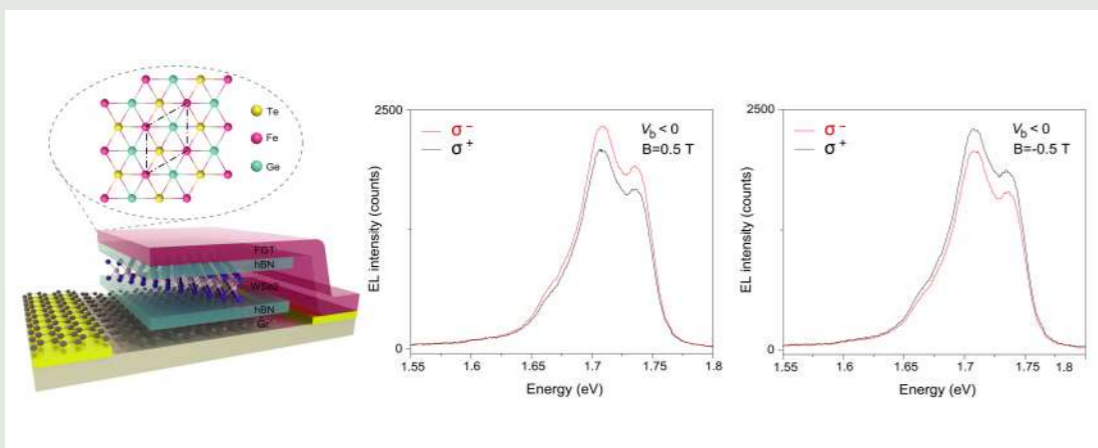 Te
Fe
Ge
FGT
hBN
WSe2
hBN
Gr
2500
0
EL intensity (counts)
σ⁻
σ⁺
V_b < 0
B=0.5 T
1.55
1.6
1.65
1.7
1.75
1.8
Energy (eV)
2500
0
EL intensity (counts)
σ⁻
σ⁺
V_b < 0
B=-0.5 T
1.55
1.6
1.65
1.7
1.75
1.8
Energy (eV)